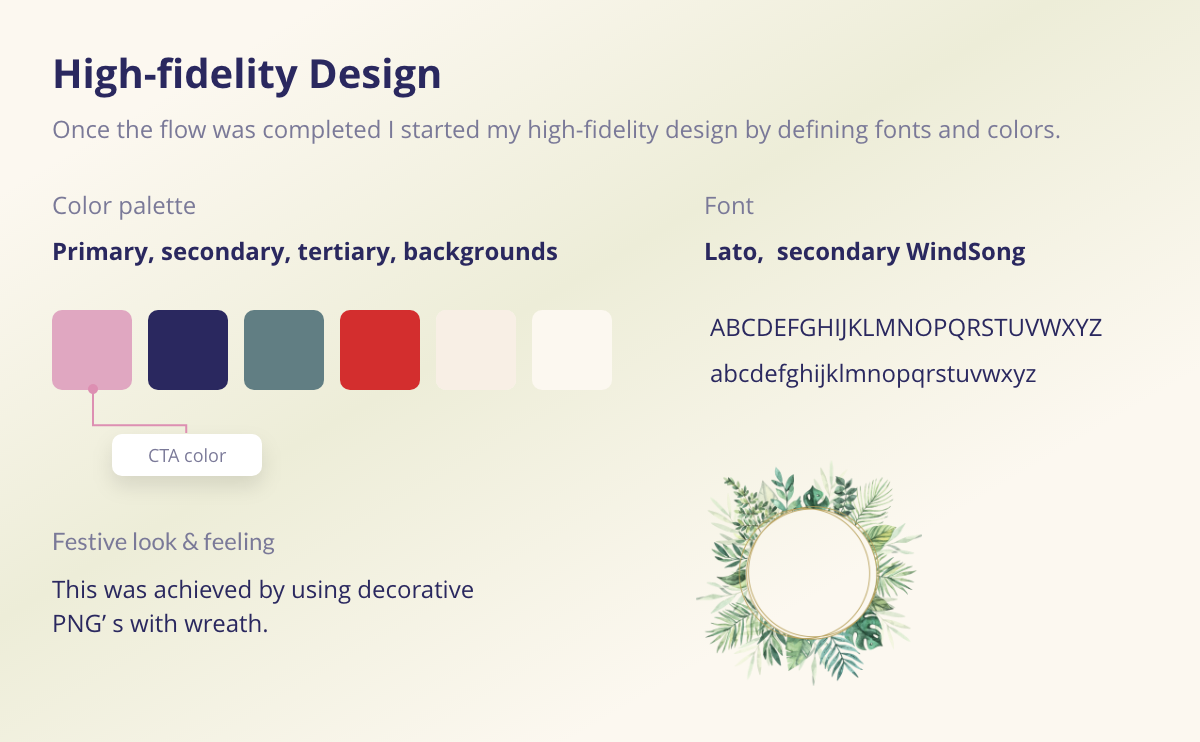 High-fidelity Design
Once the flow was completed I started my high-fidelity design by defining fonts and colors.
Color palette
Primary, secondary, tertiary, backgrounds
CTA color
Font
Lato,  secondary WindSong
ABCDEFGHIJKLMNOPQRSTUVWXYZ
abcdefghijklmnopqrstuvwxyz
Festive look & feeling
This was achieved by using decorative
PNG’ s with wreath.